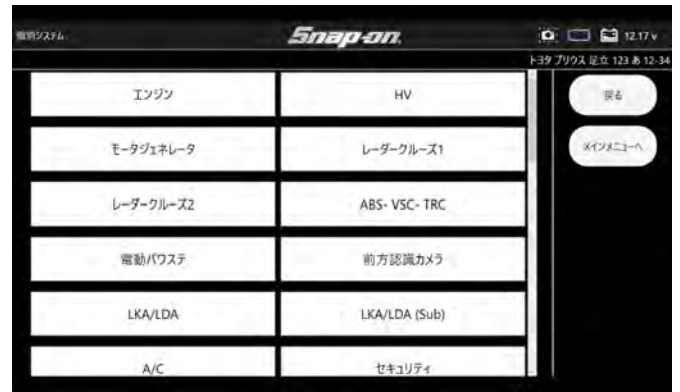 個別システム Snap-on 12.17 v
トヨタ プリウス 足立 123 あ 12-34
エンジン HV 戻る
モータジェネレータ レーダークルーズ1 メインメニューへ
レーダークルーズ2 ABS- VSC- TRC
電動パワステ 前方認識カメラ
LKA/LDA LKA/LDA (Sub)
A/C セキュリティ